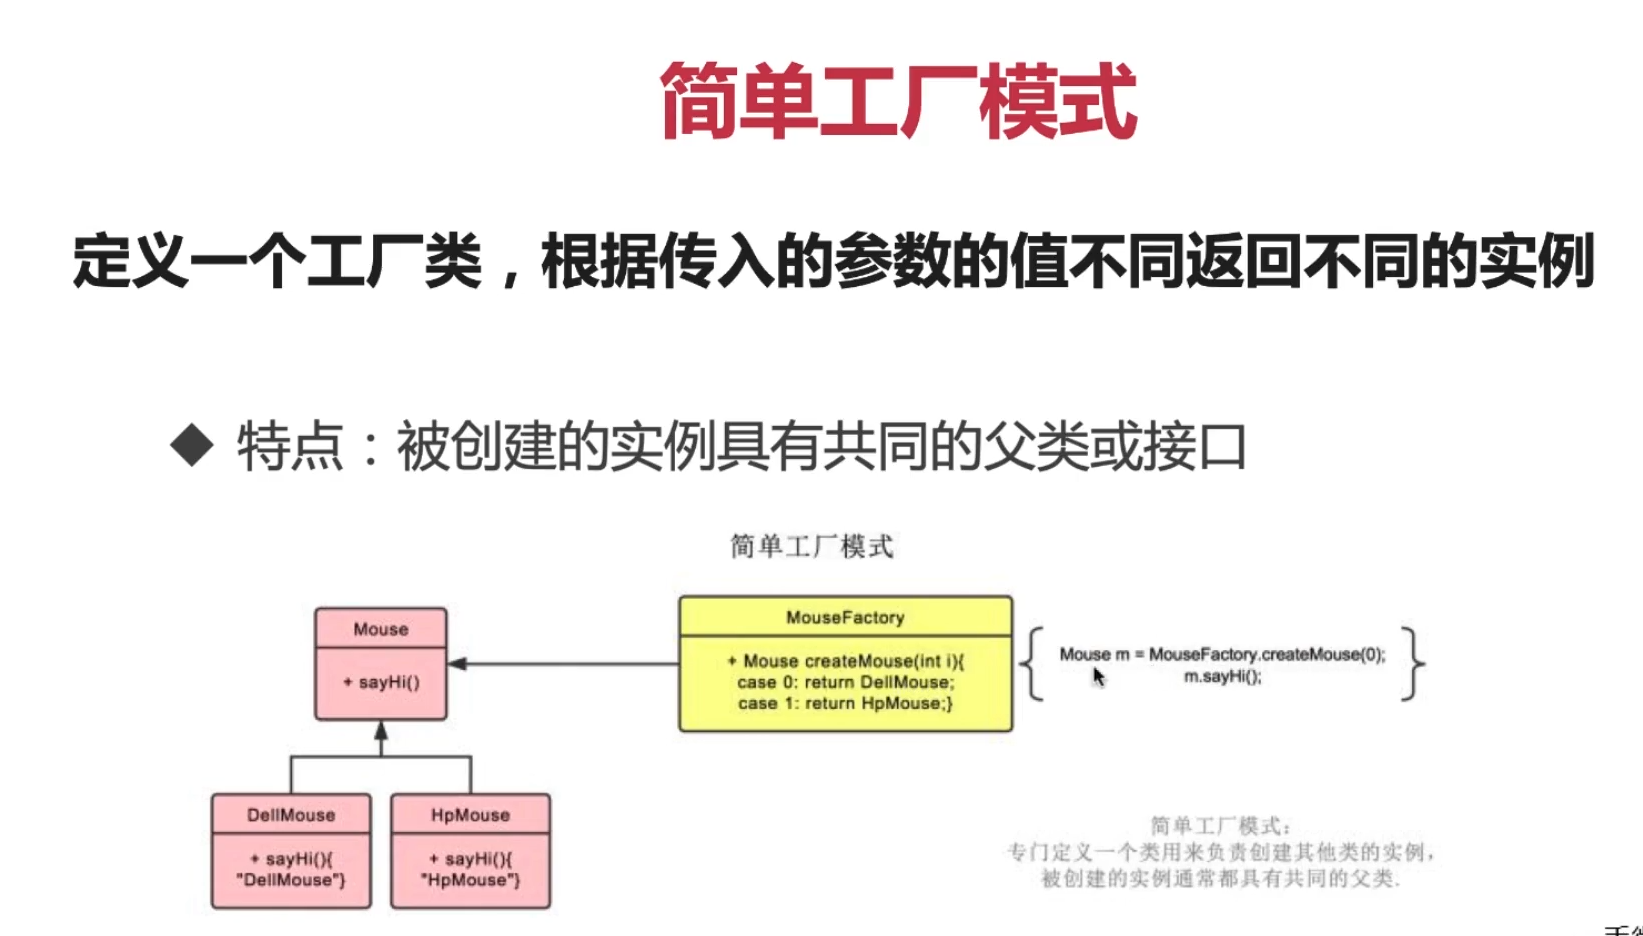 简单工厂模式
定义一个工厂类，根据传入的参数的值不同返回不同的实例
◆ 特点：被创建的实例具有共同的父类或接口
简单工厂模式
Mouse
+ sayHi()
MouseFactory
+ Mouse createMouse(int i){
case 0: return DellMouse;
case 1: return HpMouse;}
Mouse m = MouseFactory.createMouse(0);
m.sayHi();
DellMouse
+ sayHi(){
"DellMouse"}
HpMouse
+ sayHi(){
"HpMouse"}
简单工厂模式：
专门定义一个类用来负责创建其他类的实例，
被创建的实例通常都具有共同的父类.